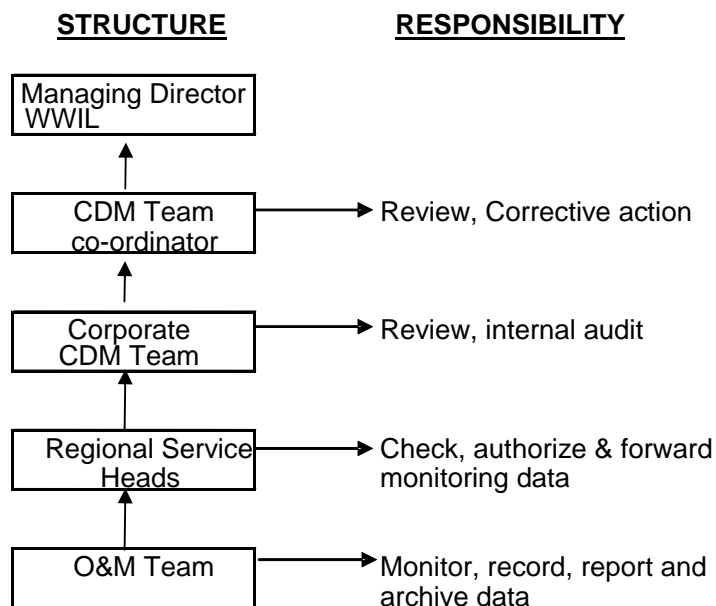 STRUCTURE RESPONSIBILITY
Managing Director
WWIL
CDM Team
co-ordinator
Review, Corrective action
Corporate
CDM Team
Review, internal audit
Regional Service
Heads
Check, authorize & forward
monitoring data
O&M Team
Monitor, record, report and
archive data